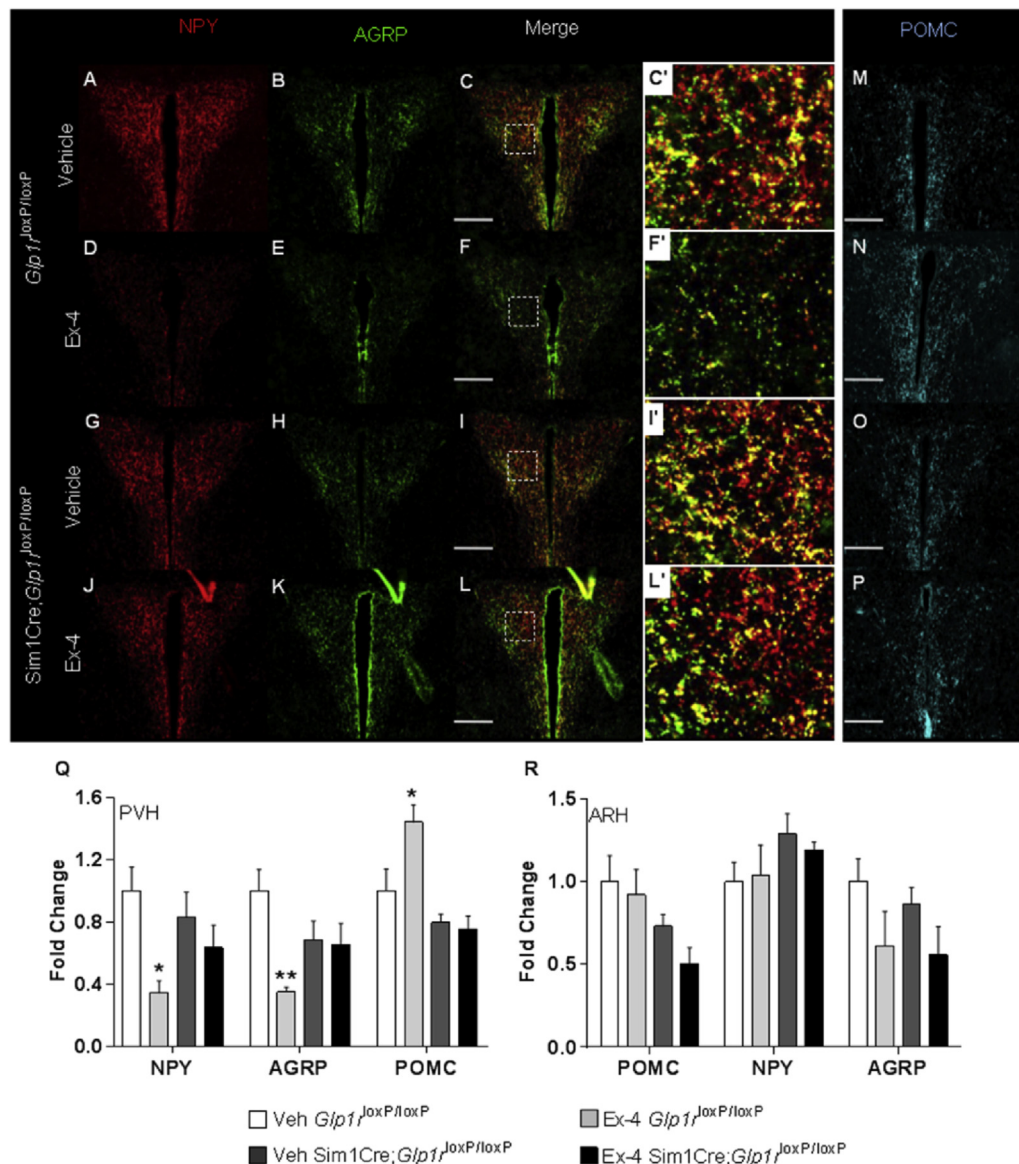 NPY AGRP Merge POMC
A B C C' M
Vehicle
Glp1r loxP/loxP
D E F F' N
Ex-4
G H I I' O
Vehicle
Sim1Cre;Glp1r loxP/loxP
J K L L' P
Ex-4
Q
PVH
1.6
1.2
0.8
0.4
0.0
Fold Change
* ** *
NPY AGRP POMC
R
ARH
1.5
1.0
0.5
0.0
Fold Change
POMC NPY AGRP
Veh Glp1r loxP/loxP
Ex-4 Glp1r loxP/loxP
Veh Sim1Cre;Glp1r loxP/loxP
Ex-4 Sim1Cre;Glp1r loxP/loxP